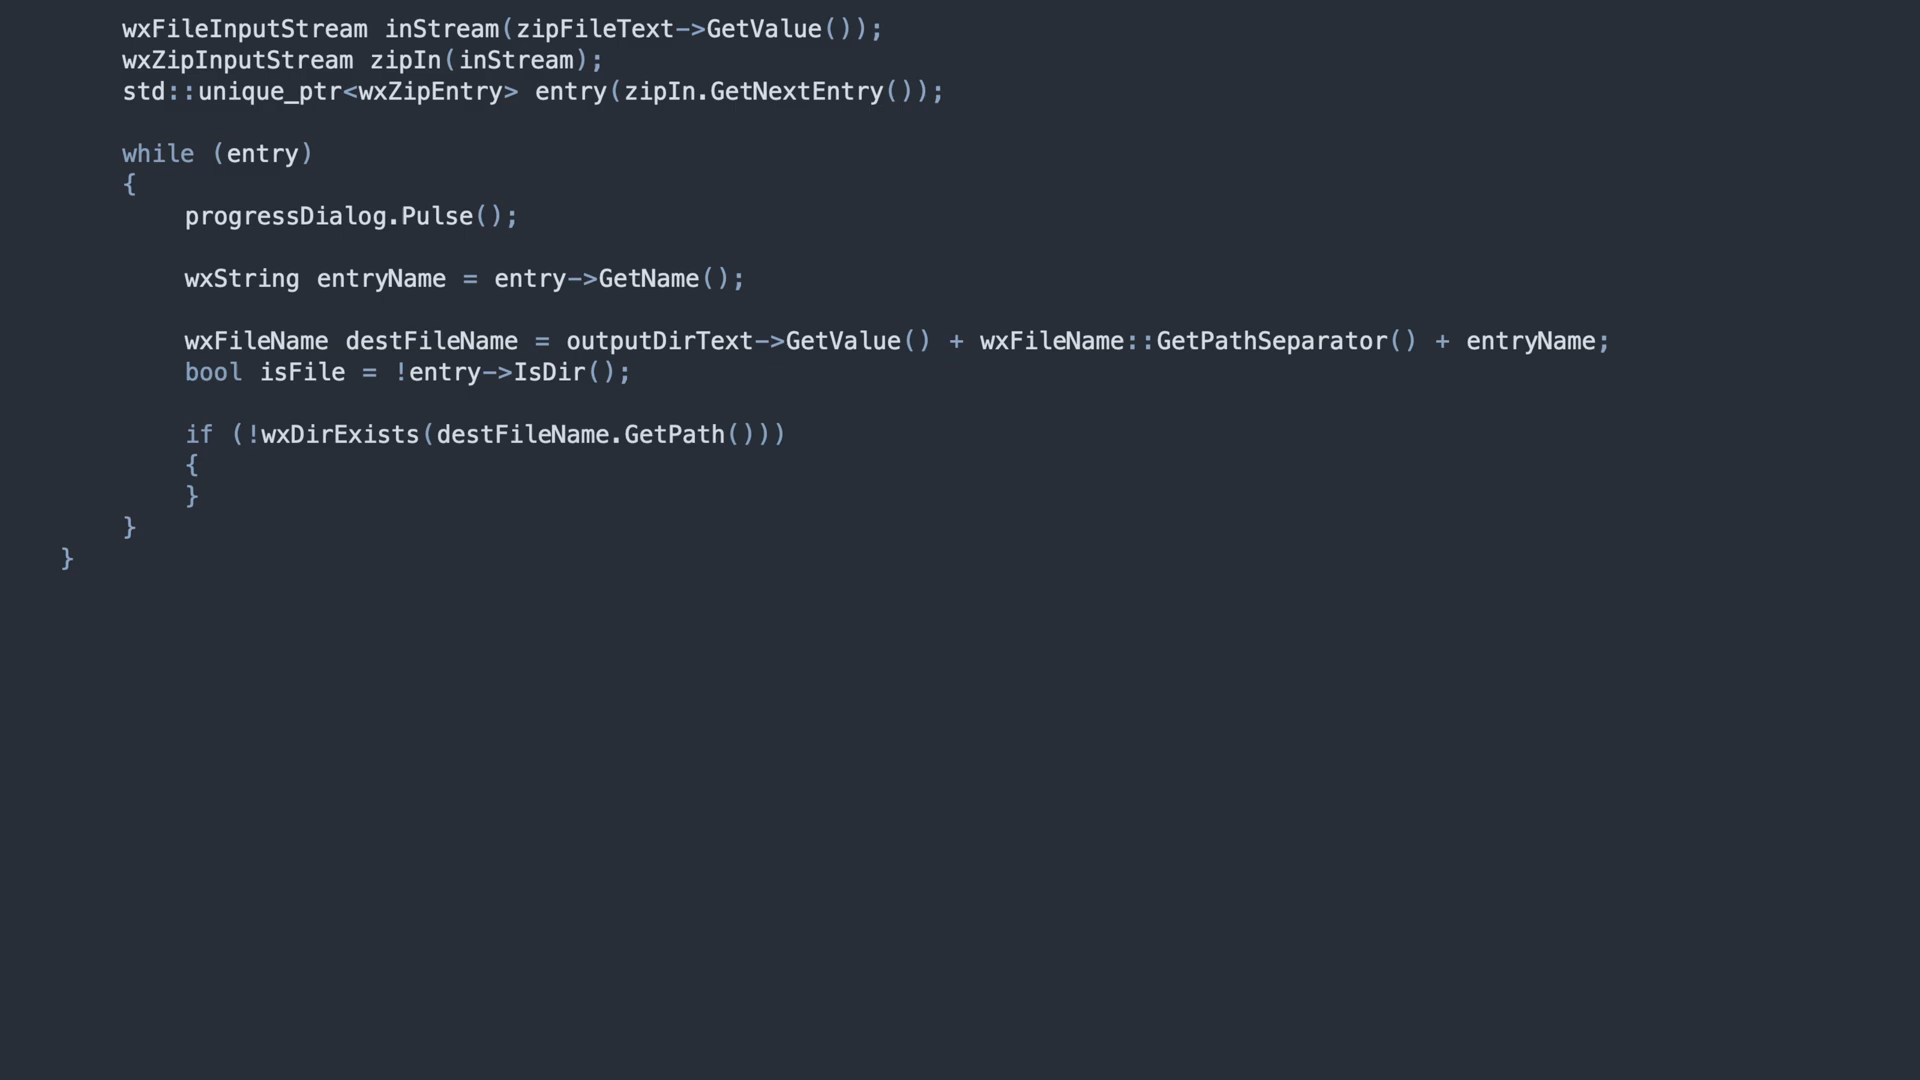 wxFileInputStream inStream(zipFileText->GetValue());
wxZipInputStream zipIn(inStream);
std::unique_ptr<wxZipEntry> entry(zipIn.GetNextEntry());
while (entry)
{
progressDialog.Pulse();
wxString entryName = entry->GetName();
wxFileName destFileName = outputDirText->GetValue() + wxFileName::GetPathSeparator() + entryName;
bool isFile = !entry->IsDir();
if (!wxDirExists(destFileName.GetPath()))
{
}
}
}